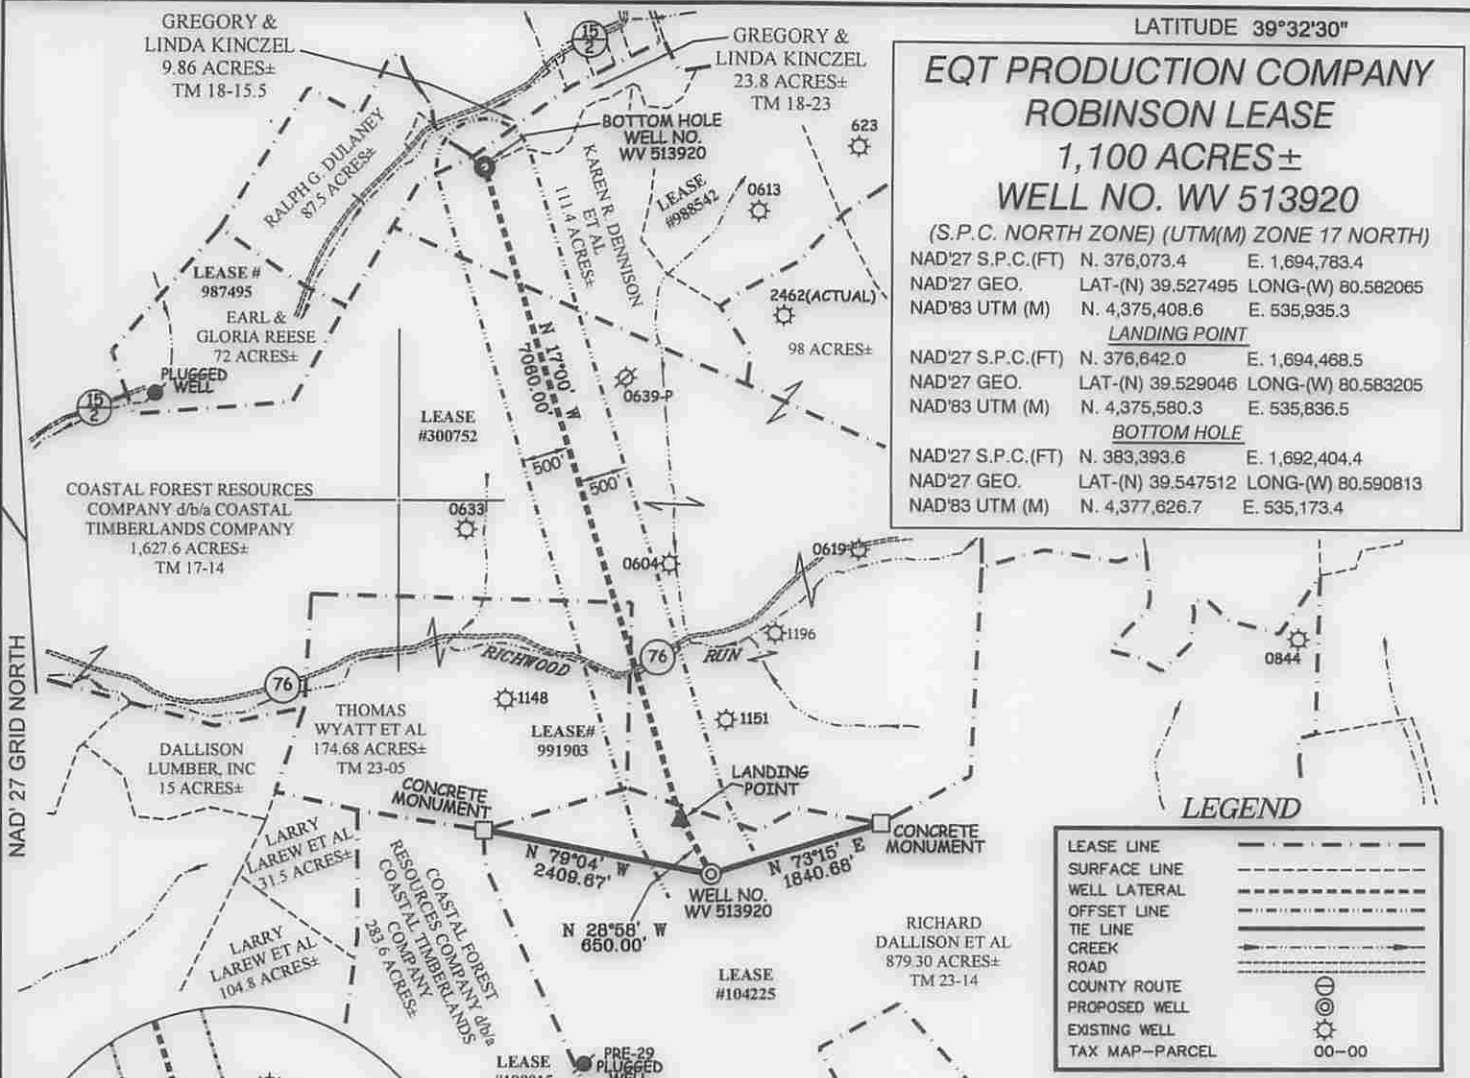 GREGORY &
LINDA KINCZEL
9.86 ACRES±
TM 18-15.5
15
2
GREGORY &
LINDA KINCZEL
23.8 ACRES±
TM 18-23
LATITUDE 39°32'30"
EQT PRODUCTION COMPANY
ROBINSON LEASE
1,100 ACRES±
WELL NO. WV 513920
(S.P.C. NORTH ZONE) (UTM(M) ZONE 17 NORTH)
NAD'27 S.P.C.(FT) N. 376,073.4 E. 1,694,783.4
NAD'27 GEO. LAT-(N) 39.527495 LONG-(W) 80.582065
NAD'83 UTM (M) N. 4,375,408.6 E. 535,935.3
LANDING POINT
NAD'27 S.P.C.(FT) N. 376,642.0 E. 1,694,468.5
NAD'27 GEO. LAT-(N) 39.529046 LONG-(W) 80.583205
NAD'83 UTM (M) N. 4,375,580.3 E. 535,836.5
BOTTOM HOLE
NAD'27 S.P.C.(FT) N. 383,393.6 E. 1,692,404.4
NAD'27 GEO. LAT-(N) 39.547512 LONG-(W) 80.590813
NAD'83 UTM (M) N. 4,377,626.7 E. 535,173.4
RALPH G. DULANEY
87.5 ACRES±
BOTTOM HOLE
WELL NO.
WV 513920
KAREN R. DENNISON
ET AL
111.4 ACRES±
LEASE
#988542
623
0613
2462(ACTUAL)
98 ACRES±
LEASE #
987495
EARL &
GLORIA REESE
72 ACRES±
PLUGGED
WELL
15
2
N 17°00' W
7060.00'
0639-P
LEASE
#300752
500'
500'
COASTAL FOREST RESOURCES
COMPANY d/b/a COASTAL
TIMBERLANDS COMPANY
1,627.6 ACRES±
TM 17-14
0633
0604
0619
1196
0844
NAD' 27 GRID NORTH
76
RICHWOOD
76
RUN
1148
1151
THOMAS
WYATT ET AL
174.68 ACRES±
TM 23-05
LEASE#
991903
DALLISON
LUMBER, INC
15 ACRES±
CONCRETE
MONUMENT
LANDING
POINT
CONCRETE
MONUMENT
N 79°04' W
2409.67'
N 73°15' E
1840.68'
WELL NO.
WV 513920
N 28°58' W
650.00'
LARRY
LAREW ET AL
31.5 ACRES±
LARRY
LAREW ET AL
104.8 ACRES±
COASTAL FOREST
RESOURCES COMPANY d/b/a
COASTAL TIMBERLANDS
COMPANY
283.6 ACRES±
RICHARD
DALLISON ET AL
879.30 ACRES±
TM 23-14
LEASE
#104225
LEASE
PRE-29
PLUGGED
WELL
LEGEND
LEASE LINE
SURFACE LINE
WELL LATERAL
OFFSET LINE
TIE LINE
CREEK
ROAD
COUNTY ROUTE
PROPOSED WELL
EXISTING WELL
TAX MAP-PARCEL 00-00